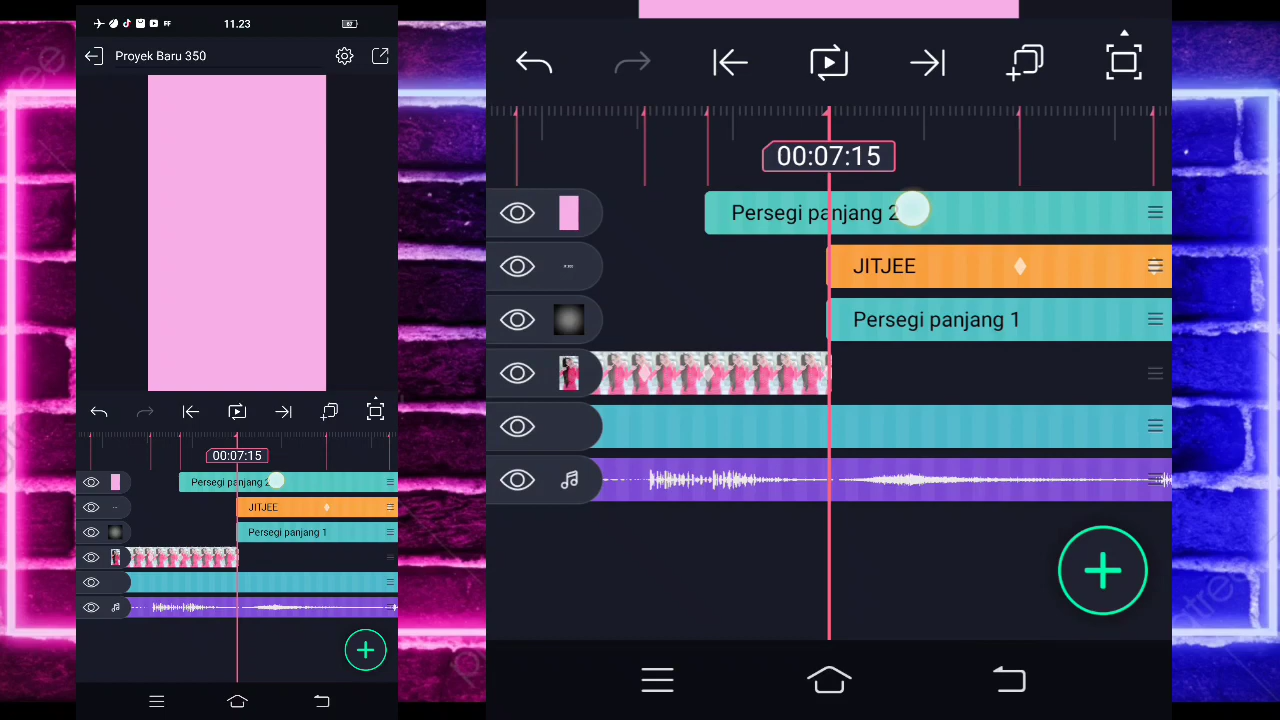 11.23
67
Proyek Baru 350
00:07:15
Persegi panjang 2
JITJEE
Persegi panjang 1
00:07:15
Persegi panjang 2
JITJEE
Persegi panjang 1